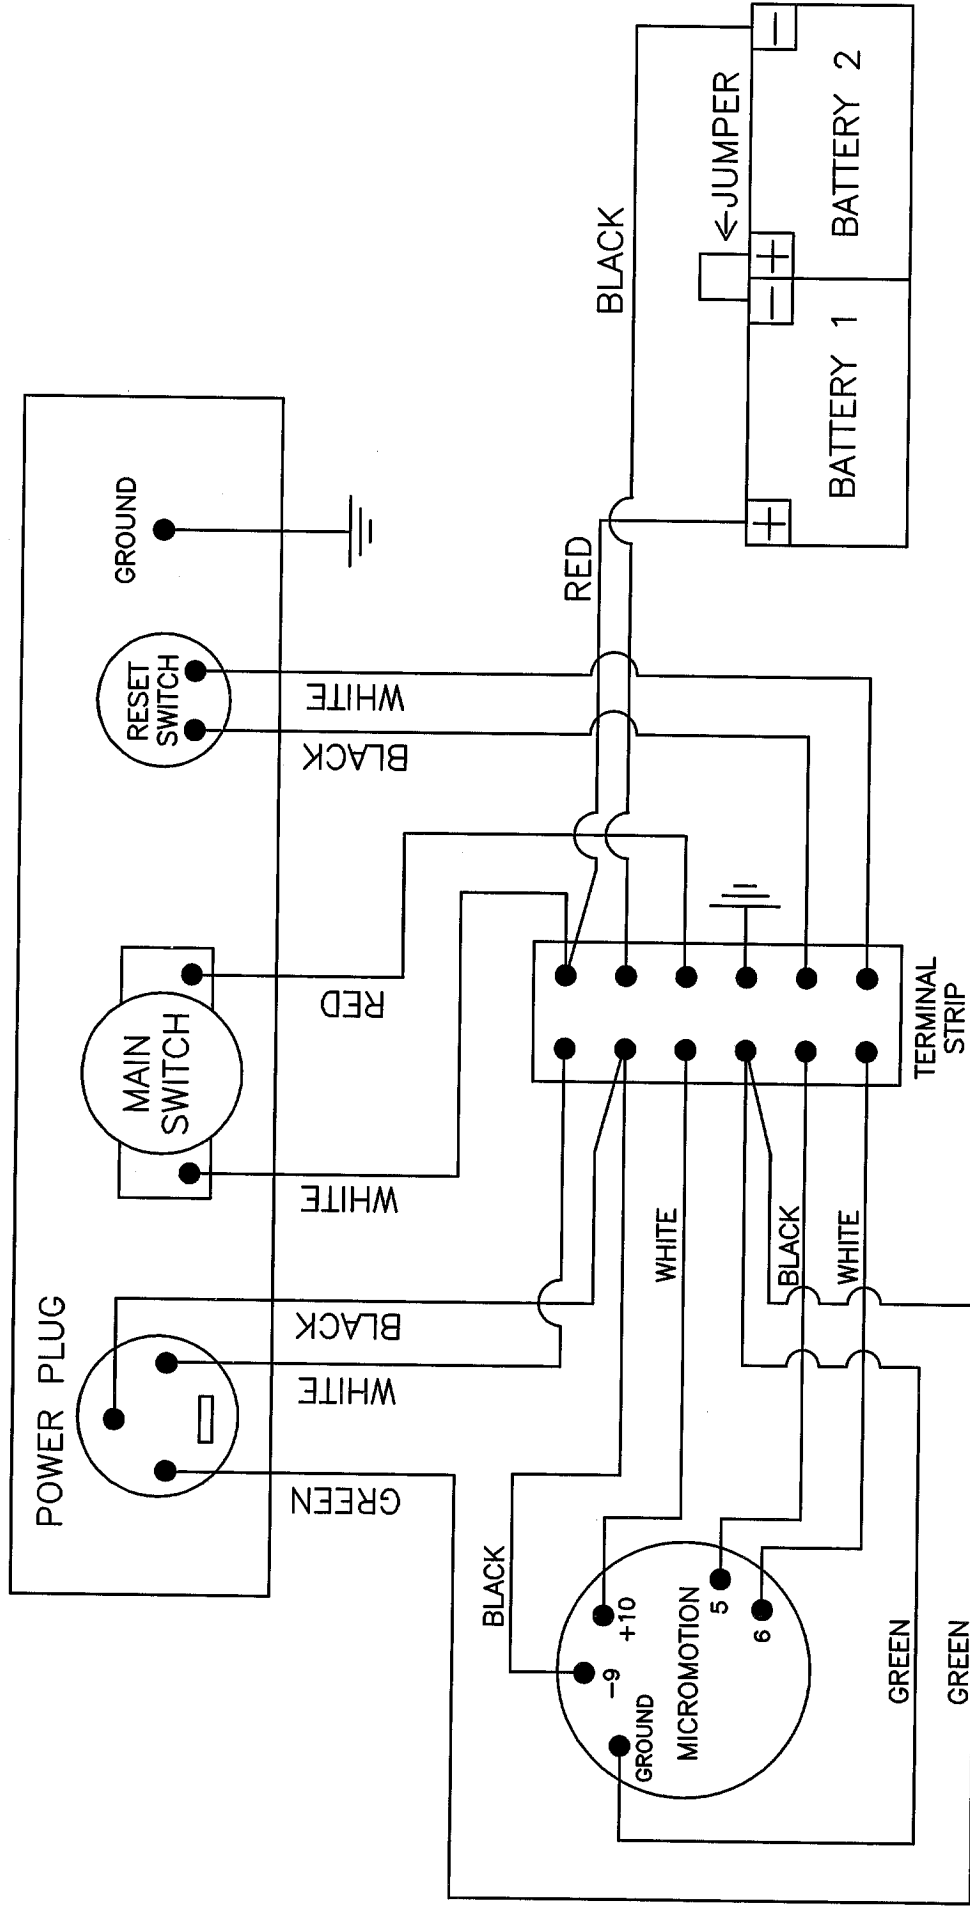 POWER PLUG
MAIN
SWITCH
RESET
SWITCH
GROUND
GREEN
WHITE
BLACK
WHITE
RED
BLACK
WHITE
BLACK
RED
BLACK
←JUMPER
-9
+10
GROUND
MICROMOTION
5
6
WHITE
BLACK
WHITE
TERMINAL
STRIP
+
-
+
-
BATTERY 1
BATTERY 2
GREEN
GREEN